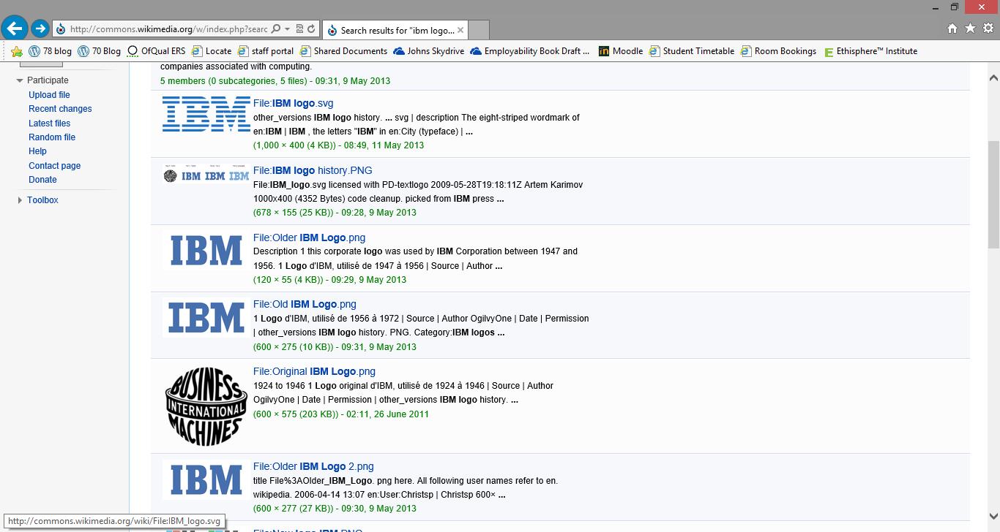 http://commons.wikimedia.org/w/index.php?searc
Search results for "ibm logo...
78 blog
70 Blog
OfQual ERS
Locate
staff portal
Shared Documents
Johns Skydrive
Employability Book Draft ...
Moodle
Student Timetable
Room Bookings
Ethisphere™ Institute
Participate
Upload file
Recent changes
Latest files
Random file
Help
Contact page
Donate
Toolbox
companies associated with computing.
5 members (0 subcategories, 5 files) - 09:31, 9 May 2013
IBM
File:IBM logo.svg
other_versions IBM logo history. ... svg | description The eight-striped wordmark of
en:IBM | IBM , the letters "IBM" in en:City (typeface) | ...
(1,000 × 400 (4 KB)) - 08:49, 11 May 2013
IBM IBM IBM
File:IBM logo history.PNG
File:IBM_logo.svg licensed with PD-textlogo 2009-05-28T19:18:11Z Artem Karimov
1000x400 (4352 Bytes) code cleanup. picked from IBM press ...
(678 × 155 (25 KB)) - 09:28, 9 May 2013
IBM
File:Older IBM Logo.png
Description 1 this corporate logo was used by IBM Corporation between 1947 and
1956. 1 Logo d'IBM, utilisé de 1947 à 1956 | Source | Author ...
(120 × 55 (4 KB)) - 09:29, 9 May 2013
IBM
File:Old IBM Logo.png
1 Logo d'IBM, utilisé de 1956 à 1972 | Source | Author OgilvyOne | Date | Permission
| other_versions IBM logo history. PNG. Category:IBM logos ...
(600 × 275 (10 KB)) - 09:31, 9 May 2013
BUSINESS
INTERNATIONAL
MACHINES
File:Original IBM Logo.png
1924 to 1946 1 Logo original d'IBM, utilisé de 1924 à 1946 | Source | Author
OgilvyOne | Date | Permission | other_versions IBM logo history. ...
(600 × 575 (203 KB)) - 02:11, 26 June 2011
IBM
File:Older IBM Logo 2.png
title File%3AOlder_IBM_Logo. png here. All following user names refer to en.
wikipedia. 2006-04-14 13:07 en:User:Christsp | Christsp 600× ...
(600 × 277 (27 KB)) - 09:30, 9 May 2013
File:New logo IBM.PNG
http://commons.wikimedia.org/wiki/File:IBM_logo.svg